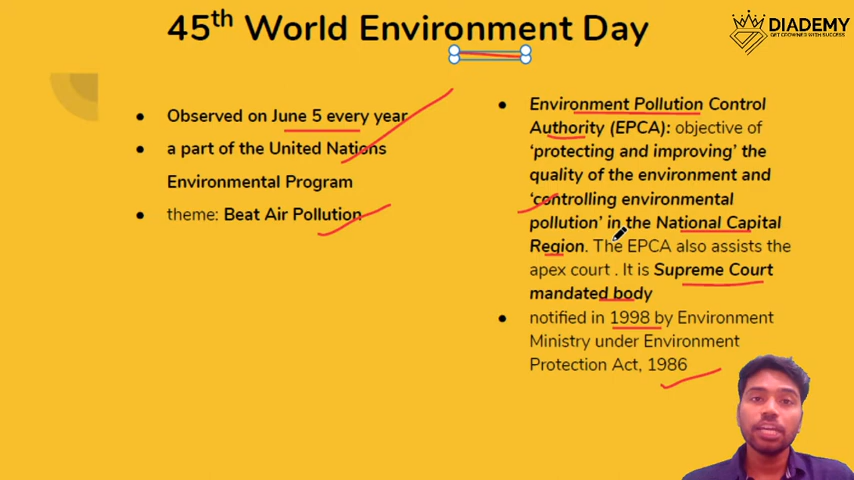 45th World Environment Day
DIADEMY
GET CROWNED WITH SUCCESS
Observed on June 5 every year
a part of the United Nations
Environmental Program
theme: Beat Air Pollution
Environment Pollution Control
Authority (EPCA): objective of
‘protecting and improving’ the
quality of the environment and
‘controlling environmental
pollution’ in the National Capital
Region. The EPCA also assists the
apex court . It is Supreme Court
mandated body
notified in 1998 by Environment
Ministry under Environment
Protection Act, 1986